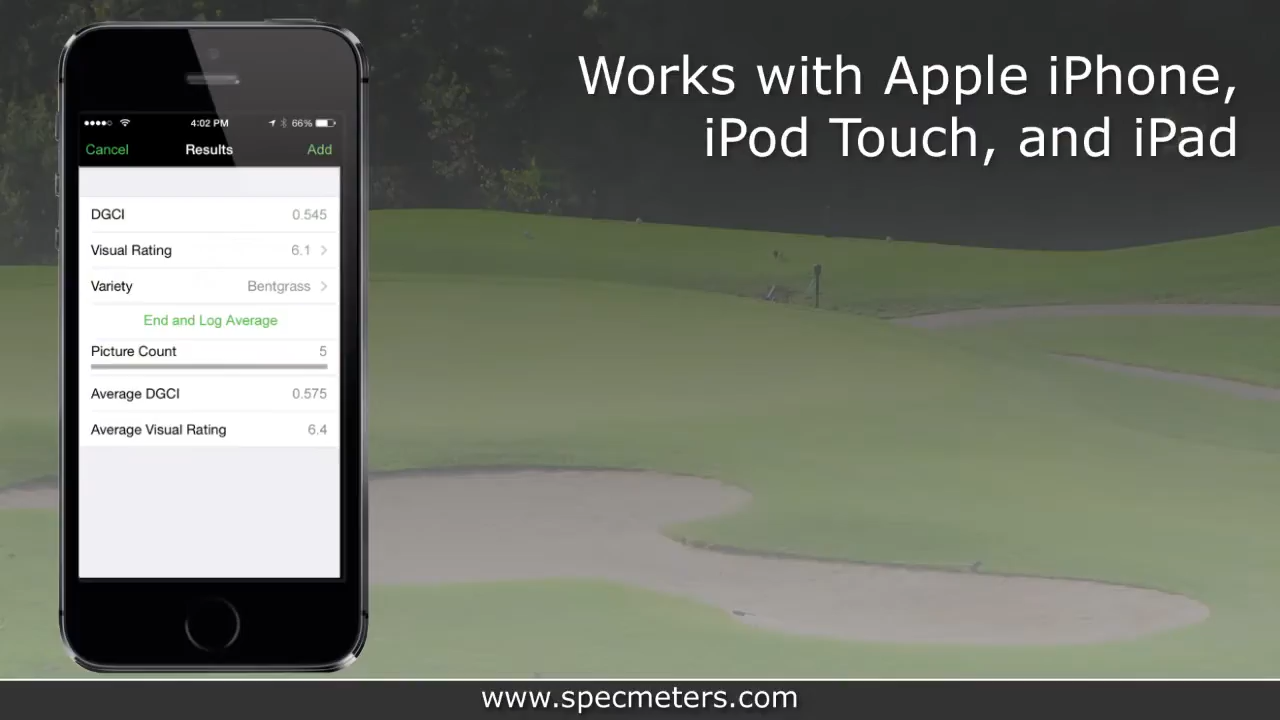 Works with Apple iPhone,
iPod Touch, and iPad
4:02 PM
66%
Cancel Results Add
DGCI 0.545
Visual Rating 6.1
Variety Bentgrass
End and Log Average
Picture Count 5
Average DGCI 0.575
Average Visual Rating 6.4
www.specmeters.com